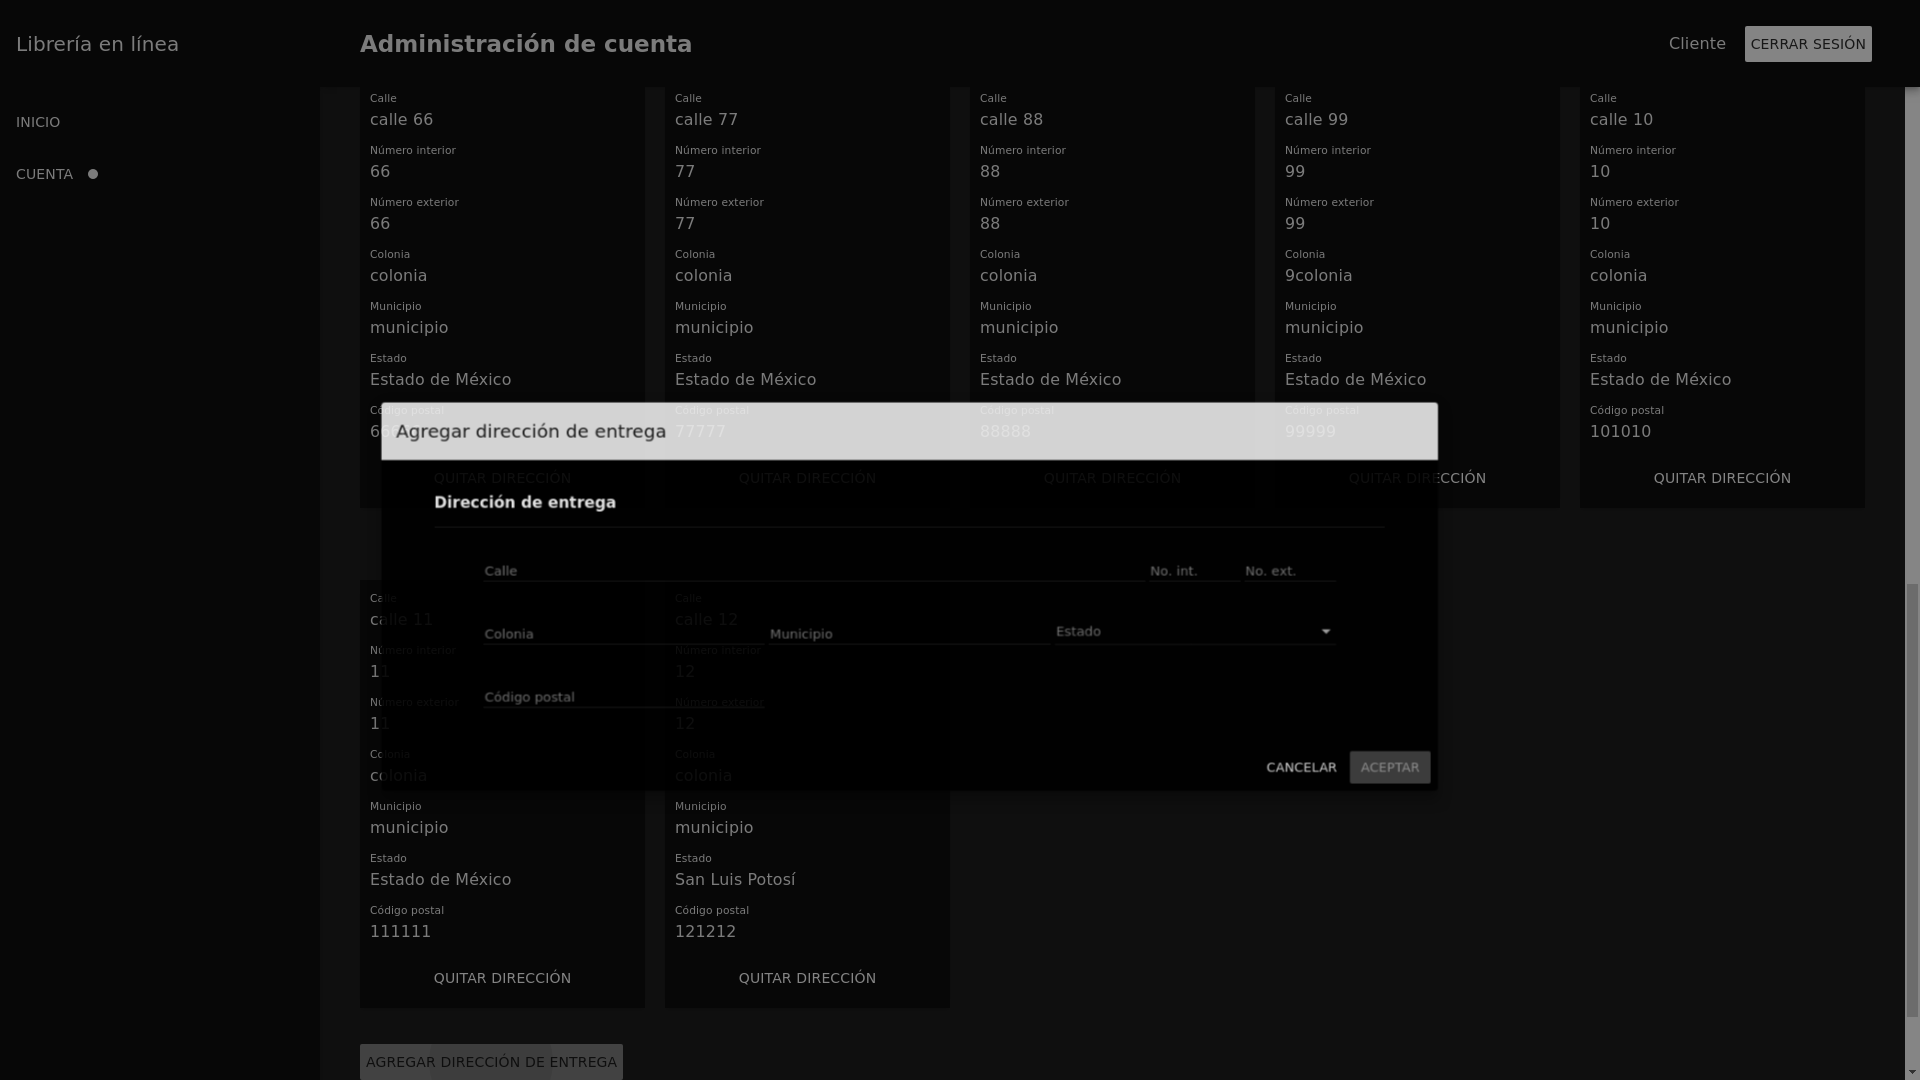 Librería en línea
Administración de cuenta
Cliente
CERRAR SESIÓN
INICIO
CUENTA
Calle
calle 66
Número interior
66
Número exterior
66
Colonia
colonia
Municipio
municipio
Estado
Estado de México
Código postal
QUITAR DIRECCIÓN
Calle
calle 77
Número interior
77
Número exterior
77
Colonia
colonia
Municipio
municipio
Estado
Estado de México
Código postal
77777
QUITAR DIRECCIÓN
Calle
calle 88
Número interior
88
Número exterior
88
Colonia
colonia
Municipio
municipio
Estado
Estado de México
Código postal
88888
QUITAR DIRECCIÓN
Calle
calle 99
Número interior
99
Número exterior
99
Colonia
9colonia
Municipio
municipio
Estado
Estado de México
Código postal
99999
QUITAR DIRECCIÓN
Calle
calle 10
Número interior
10
Número exterior
10
Colonia
colonia
Municipio
municipio
Estado
Estado de México
Código postal
101010
QUITAR DIRECCIÓN
Agregar dirección de entrega
Dirección de entrega
Calle
No. int.
No. ext.
Colonia
Municipio
Estado
Código postal
CANCELAR
ACEPTAR
Calle
calle 11
Número interior
11
Número exterior
11
Colonia
colonia
Municipio
municipio
Estado
Estado de México
Código postal
111111
QUITAR DIRECCIÓN
Calle
calle 12
Número interior
12
Número exterior
12
Colonia
colonia
Municipio
municipio
Estado
San Luis Potosí
Código postal
121212
QUITAR DIRECCIÓN
AGREGAR DIRECCIÓN DE ENTREGA